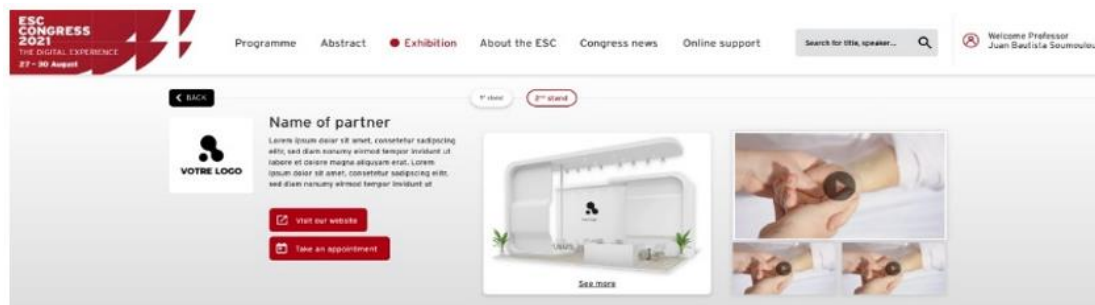 ESC
CONGRESS
2021
THE DIGITAL EXPERIENCE
27 - 30 August
Programme
Abstract
Exhibition
About the ESC
Congress news
Online support
Search for title, speaker...
Welcome Professor
Juan Bautista Soumoulou
BACK
1st stand
2nd stand
Name of partner
Lorem ipsum dolor sit amet, consetetur sadipscing
elitr, sed diam nonumy eirmod tempor invidunt ut
labore et dolore magna aliquyam erat. Lorem
ipsum dolor sit amet, consetetur sadipscing elitr,
sed diam nonumy eirmod tempor invidunt ut
VOTRE LOGO
Visit our website
Take an appointment
See more